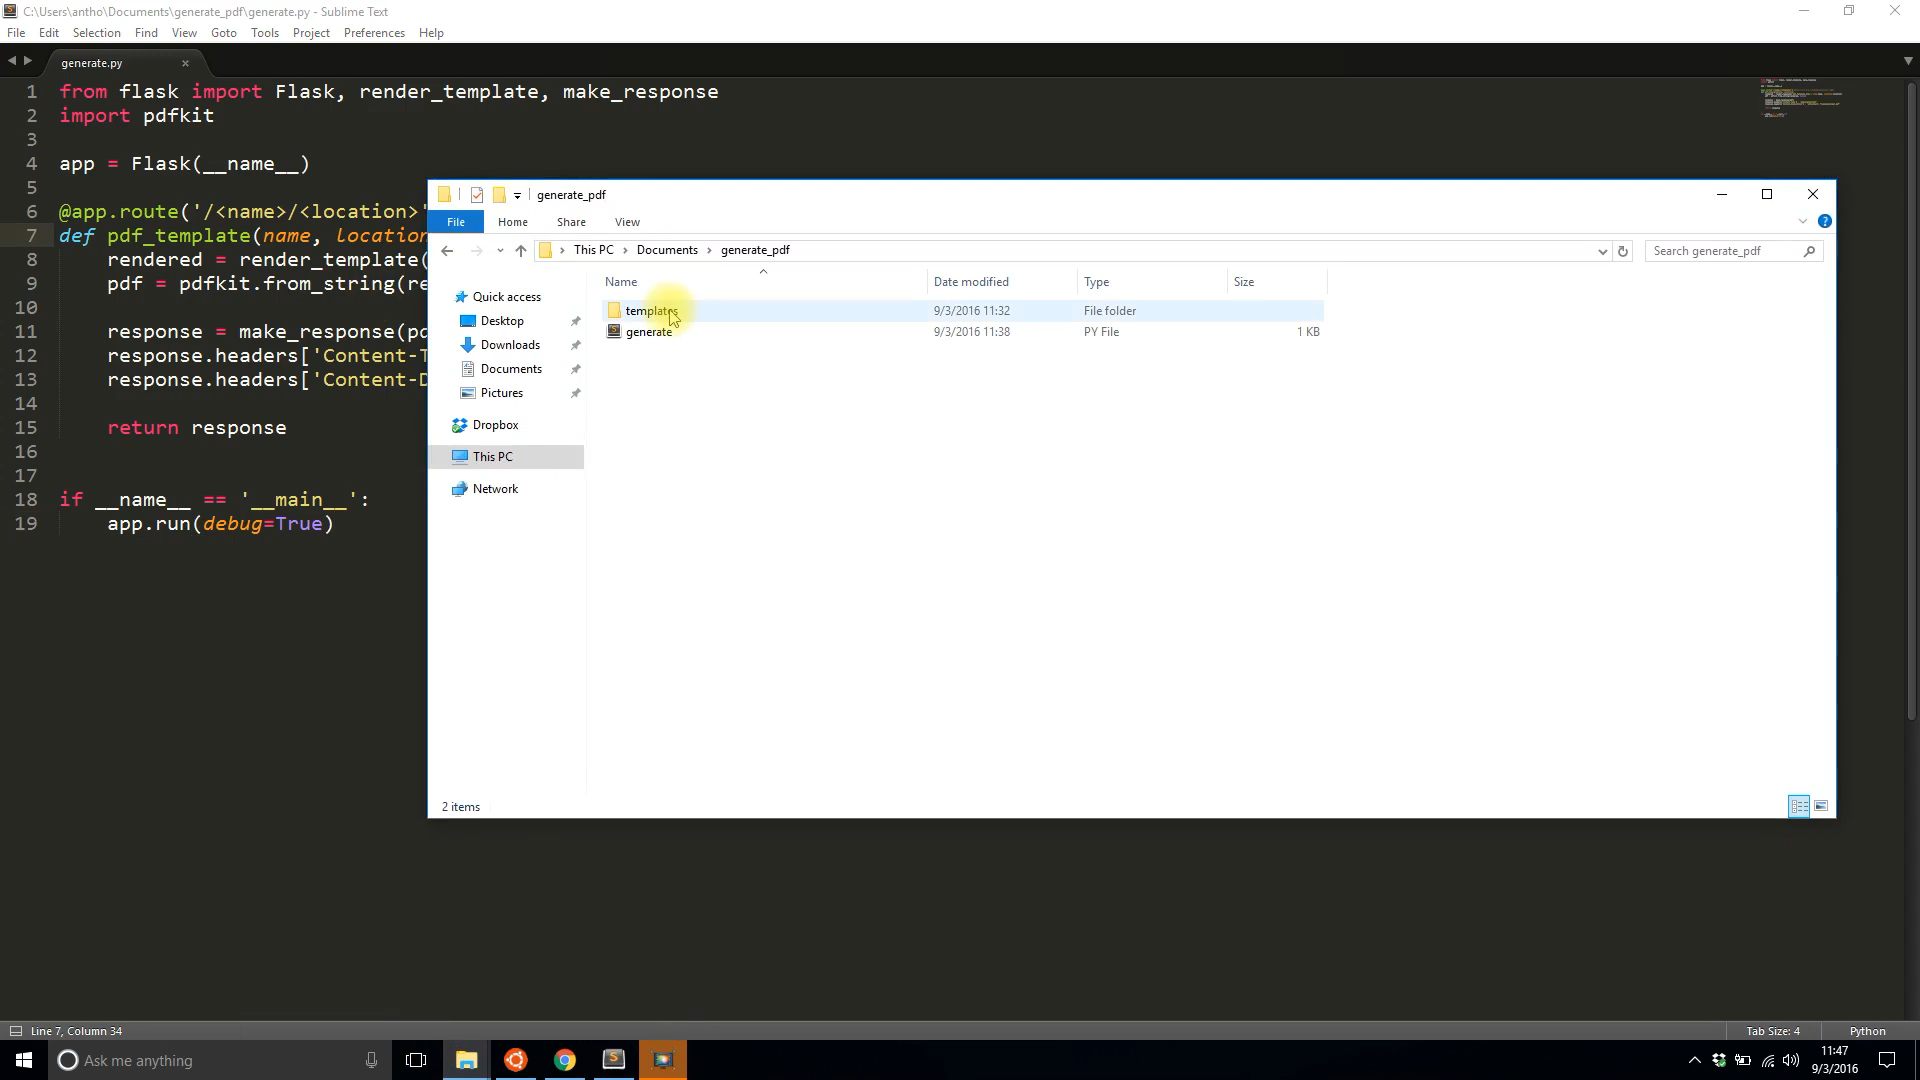 C:\Users\antho\Documents\generate_pdf\generate.py - Sublime Text
File Edit Selection Find View Goto Tools Project Preferences Help
generate.py
1 from flask import Flask, render_template, make_response
2 import pdfkit
3
4 app = Flask(__name__)
5
6 @app.route('/<name>/<location>'
7 def pdf_template(name, location
8 rendered = render_template(
9 pdf = pdfkit.from_string(re
10
11 response = make_response(pd
12 response.headers['Content-T
13 response.headers['Content-D
14
15 return response
16
17
18 if __name__ == '__main__':
19 app.run(debug=True)
generate_pdf
File Home Share View
This PC Documents generate_pdf
Search generate_pdf
Name Date modified Type Size
templates 9/3/2016 11:32 File folder
generate 9/3/2016 11:38 PY File 1 KB
Quick access
Desktop
Downloads
Documents
Pictures
Dropbox
This PC
Network
2 items
Line 7, Column 34
Tab Size: 4 Python
Ask me anything
11:47
9/3/2016